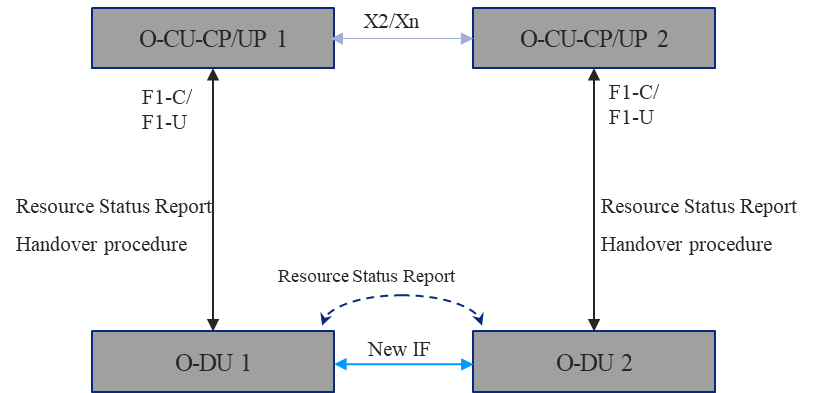 O-CU-CP/UP 1
X2/Xn
O-CU-CP/UP 2
F1-C/
F1-U
F1-C/
F1-U
Resource Status Report
Handover procedure
Resource Status Report
Handover procedure
Resource Status Report
O-DU 1
New IF
O-DU 2